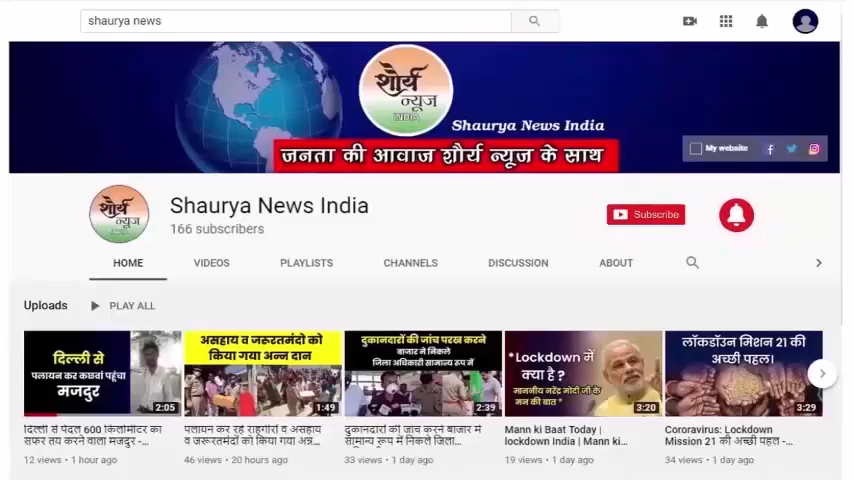 shaurya news
शौर्य
न्यूज
INDIA
Shaurya News India
जनता की आवाज शौर्य न्यूज के साथ
My website
शौर्य
न्यूज
Shaurya News India
166 subscribers
Subscribe
HOME VIDEOS PLAYLISTS CHANNELS DISCUSSION ABOUT
Uploads PLAY ALL
दिल्ली से
पलायन कर कछवां पहुंचा
मजदुर
2:05
दिल्ली से पैदल 600 किलोमीटर का
सफर तय करने वाला मजदुर -...
12 views • 1 hour ago
असहाय व जरूरतमंदो को
किया गया अन्न दान
1:49
पलायन कर रहे राहगीरों व असहाय
व जरूरतमंदों को किया गया अन्न...
46 views • 20 hours ago
दुकानदारों की जांच परख करने
बाजार मे निकले
जिला अधिकारी सामान्य रूप में
2:39
दुकानदारों की जांच करने बाजार में
सामान्य रूप में निकले जिला...
33 views • 1 day ago
"Lockdown में
क्या है ?
माननीय नरेंद्र मोदी जी के
मन की बात "
3:20
Mann ki Baat Today |
lockdown India | Mann ki...
19 views • 1 day ago
लॉकडॉउन मिशन 21 की
अच्छी पहल।
3:29
Cororavirus: Lockdown
Mission 21 की अच्छी पहल -...
34 views • 1 day ago